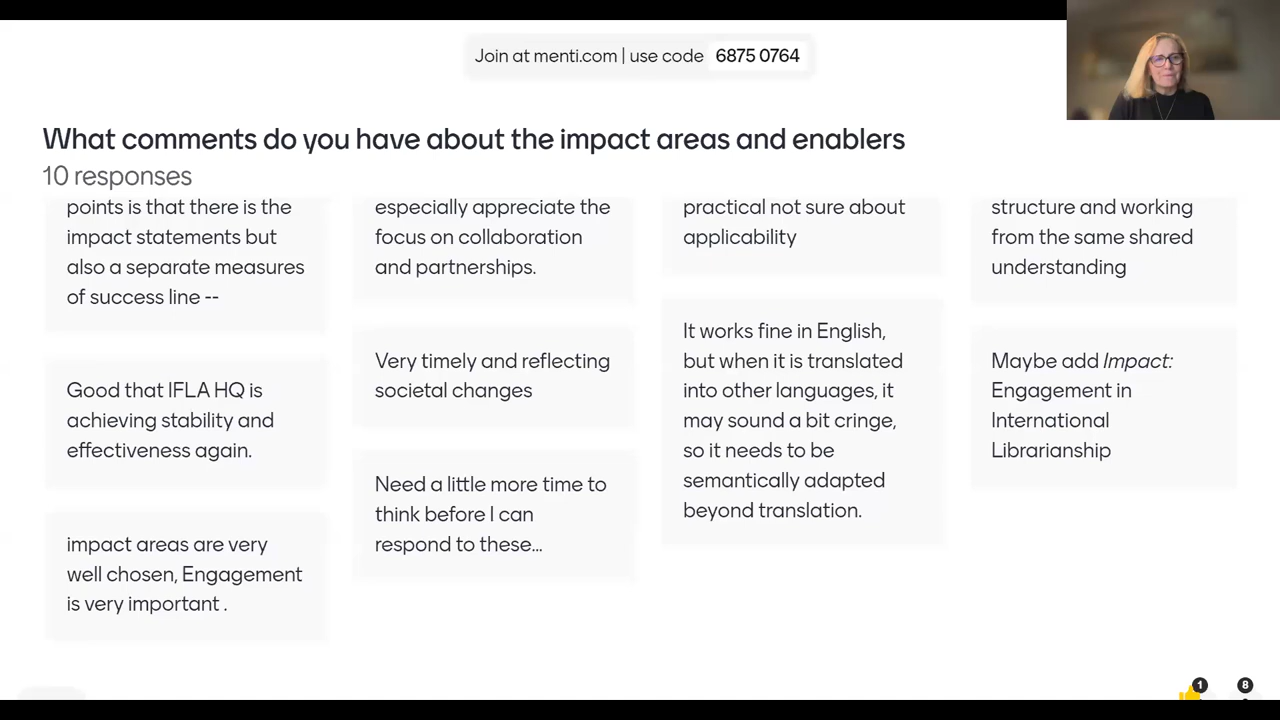 Join at menti.com | use code 6875 0764
What comments do you have about the impact areas and enablers
10 responses
points is that there is the
impact statements but
also a separate measures
of success line --
Good that IFLA HQ is
achieving stability and
effectiveness again.
impact areas are very
well chosen, Engagement
is very important .
especially appreciate the
focus on collaboration
and partnerships.
Very timely and reflecting
societal changes
Need a little more time to
think before I can
respond to these...
practical not sure about
applicability
It works fine in English,
but when it is translated
into other languages, it
may sound a bit cringe,
so it needs to be
semantically adapted
beyond translation.
structure and working
from the same shared
understanding
Maybe add Impact:
Engagement in
International
Librarianship
1
8